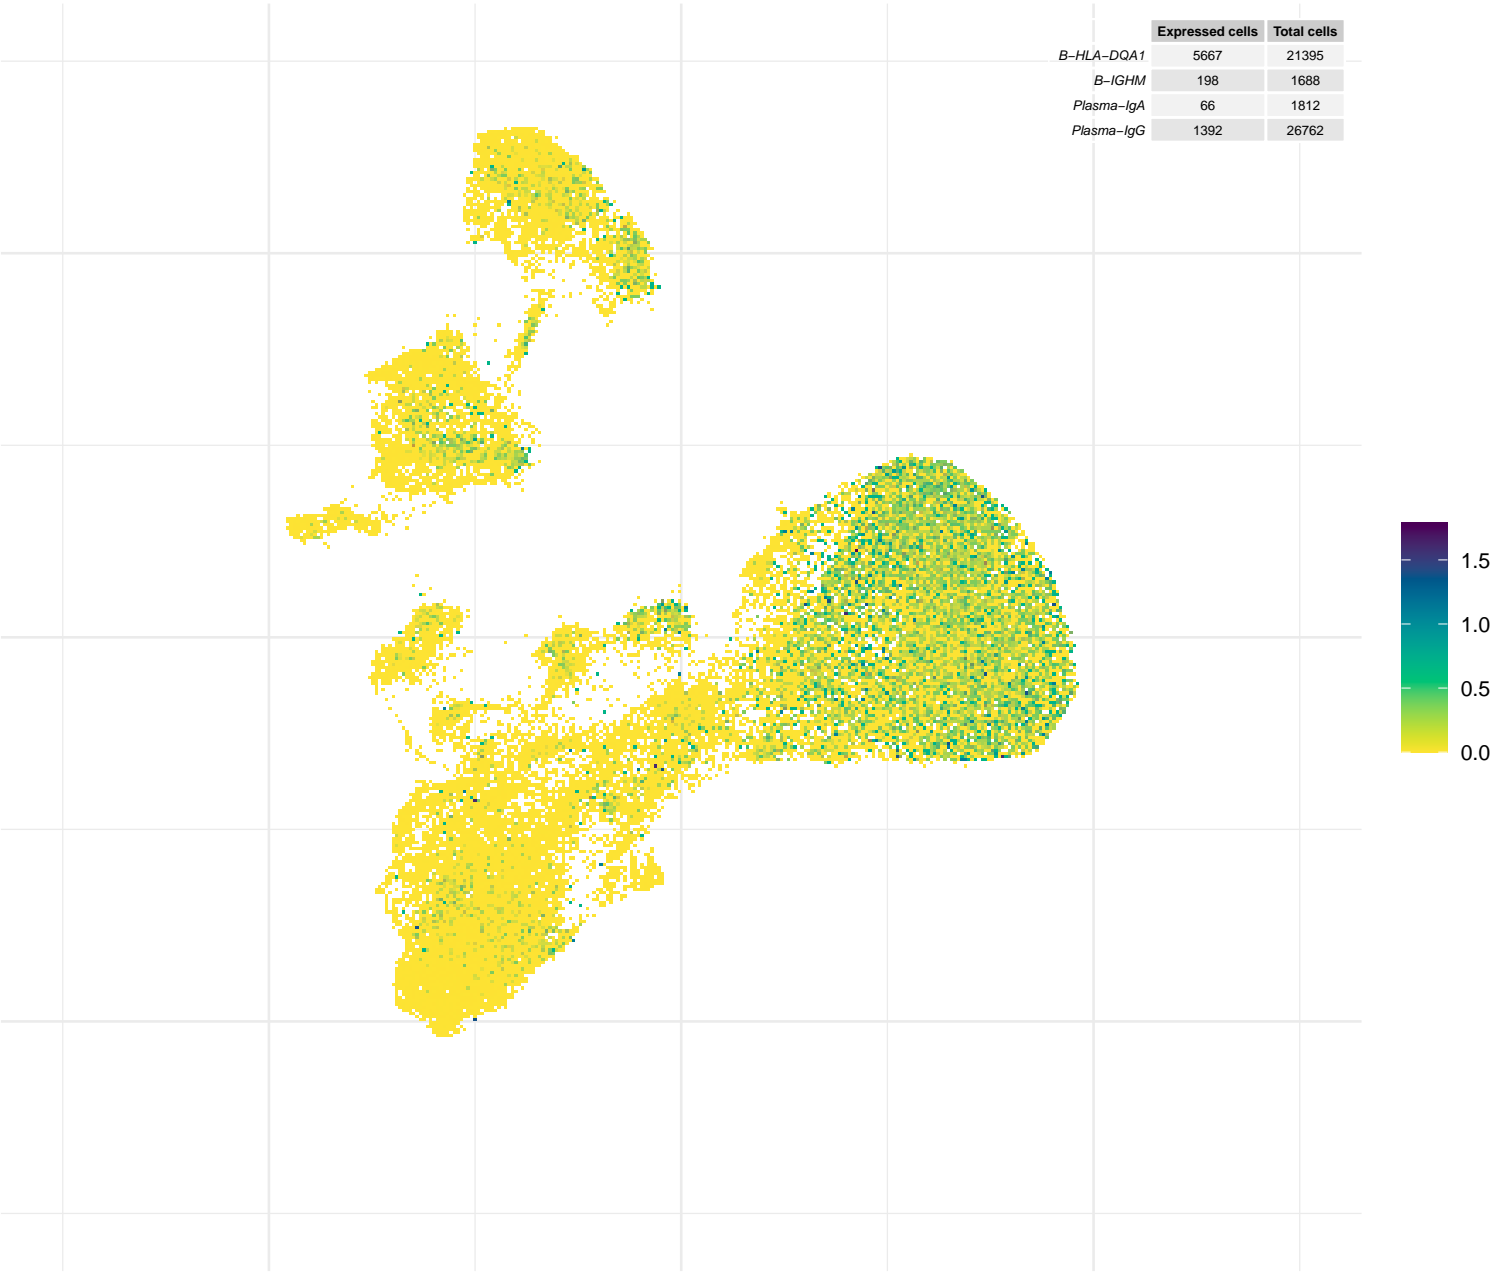 Expressed cells Total cells
B-HLA-DQA1 5667 21395
B-IGHM 198 1688
Plasma-IgA 66 1812
Plasma-IgG 1392 26762
1.5
1.0
0.5
0.0